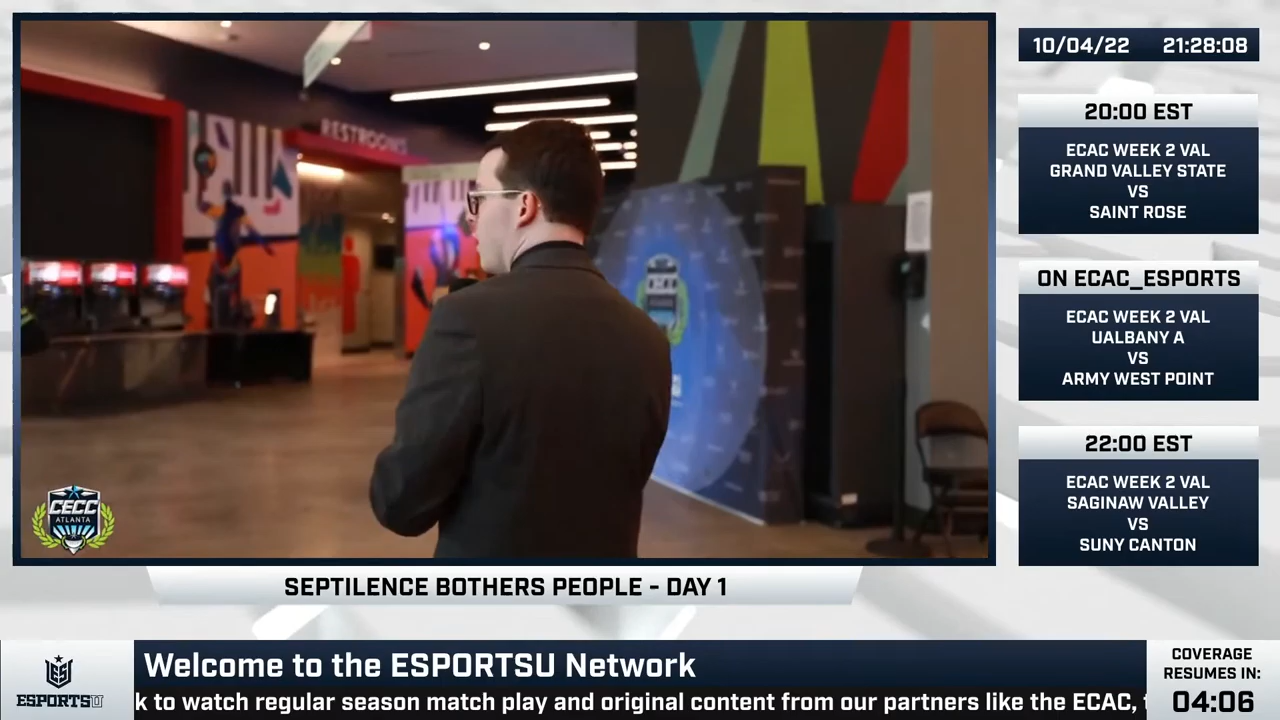 RESTROOMS
CECC
ATLANTA
SEPTILENCE BOTHERS PEOPLE - DAY 1
10/04/22 21:28:08
20:00 EST
ECAC WEEK 2 VAL
GRAND VALLEY STATE
VS
SAINT ROSE
ON ECAC_ESPORTS
ECAC WEEK 2 VAL
UALBANY A
VS
ARMY WEST POINT
22:00 EST
ECAC WEEK 2 VAL
SAGINAW VALLEY
VS
SUNY CANTON
ESPORTSU
Welcome to the ESPORTSU Network
k to watch regular season match play and original content from our partners like the ECAC,
COVERAGE
RESUMES IN:
04:06